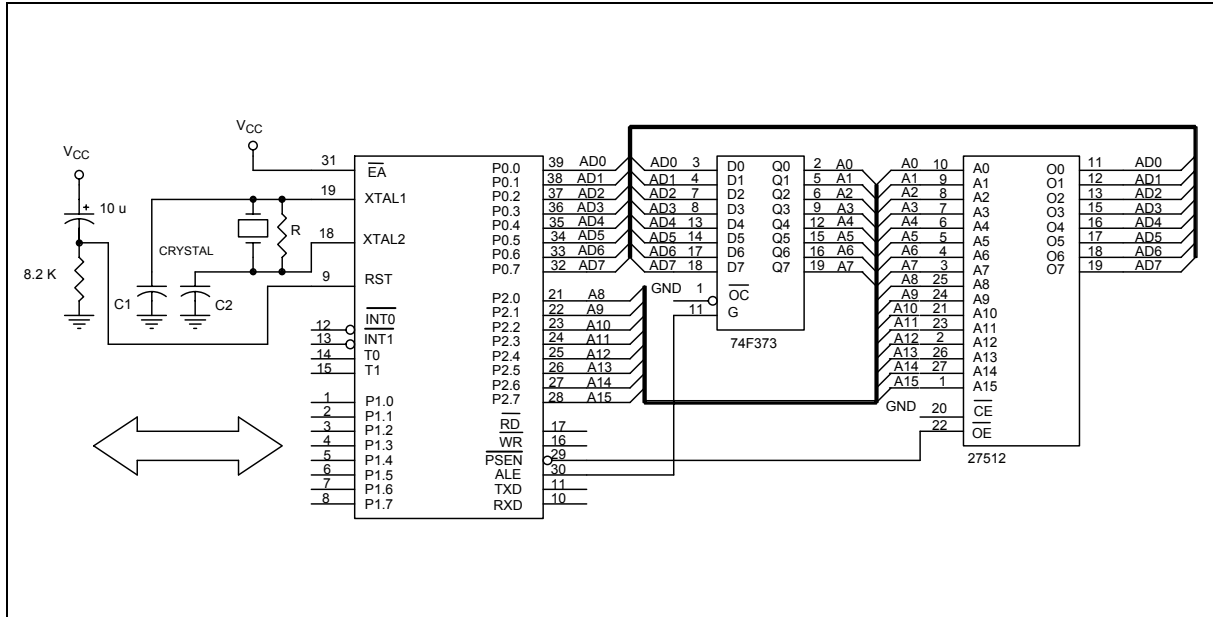 VCC
VCC
10 u
+
8.2 K
CRYSTAL
R
C1
C2
31 EA
19 XTAL1
18 XTAL2
9 RST
12 INT0
13 INT1
14 T0
15 T1
1 P1.0
2 P1.1
3 P1.2
4 P1.3
5 P1.4
6 P1.5
7 P1.6
8 P1.7
P0.0 39 AD0
P0.1 38 AD1
P0.2 37 AD2
P0.3 36 AD3
P0.4 35 AD4
P0.5 34 AD5
P0.6 33 AD6
P0.7 32 AD7
P2.0 21 A8
P2.1 22 A9
P2.2 23 A10
P2.3 24 A11
P2.4 25 A12
P2.5 26 A13
P2.6 27 A14
P2.7 28 A15
RD 17
WR 16
PSEN 29
ALE 30
TXD 11
RXD 10
AD0 3 D0 Q0 2 A0
AD1 4 D1 Q1 5 A1
AD2 7 D2 Q2 6 A2
AD3 8 D3 Q3 9 A3
AD4 13 D4 Q4 12 A4
AD5 14 D5 Q5 15 A5
AD6 17 D6 Q6 16 A6
AD7 18 D7 Q7 19 A7
GND 1 OC
11 G
74F373
A0 10 A0 O0 11 AD0
A1 9 A1 O1 12 AD1
A2 8 A2 O2 13 AD2
A3 7 A3 O3 15 AD3
A4 6 A4 O4 16 AD4
A5 5 A5 O5 17 AD5
A6 4 A6 O6 18 AD6
A7 3 A7 O7 19 AD7
A8 25 A8
A9 24 A9
A10 21 A10
A11 23 A11
A12 2 A12
A13 26 A13
A14 27 A14
A15 1 A15
GND 20 CE
22 OE
27512